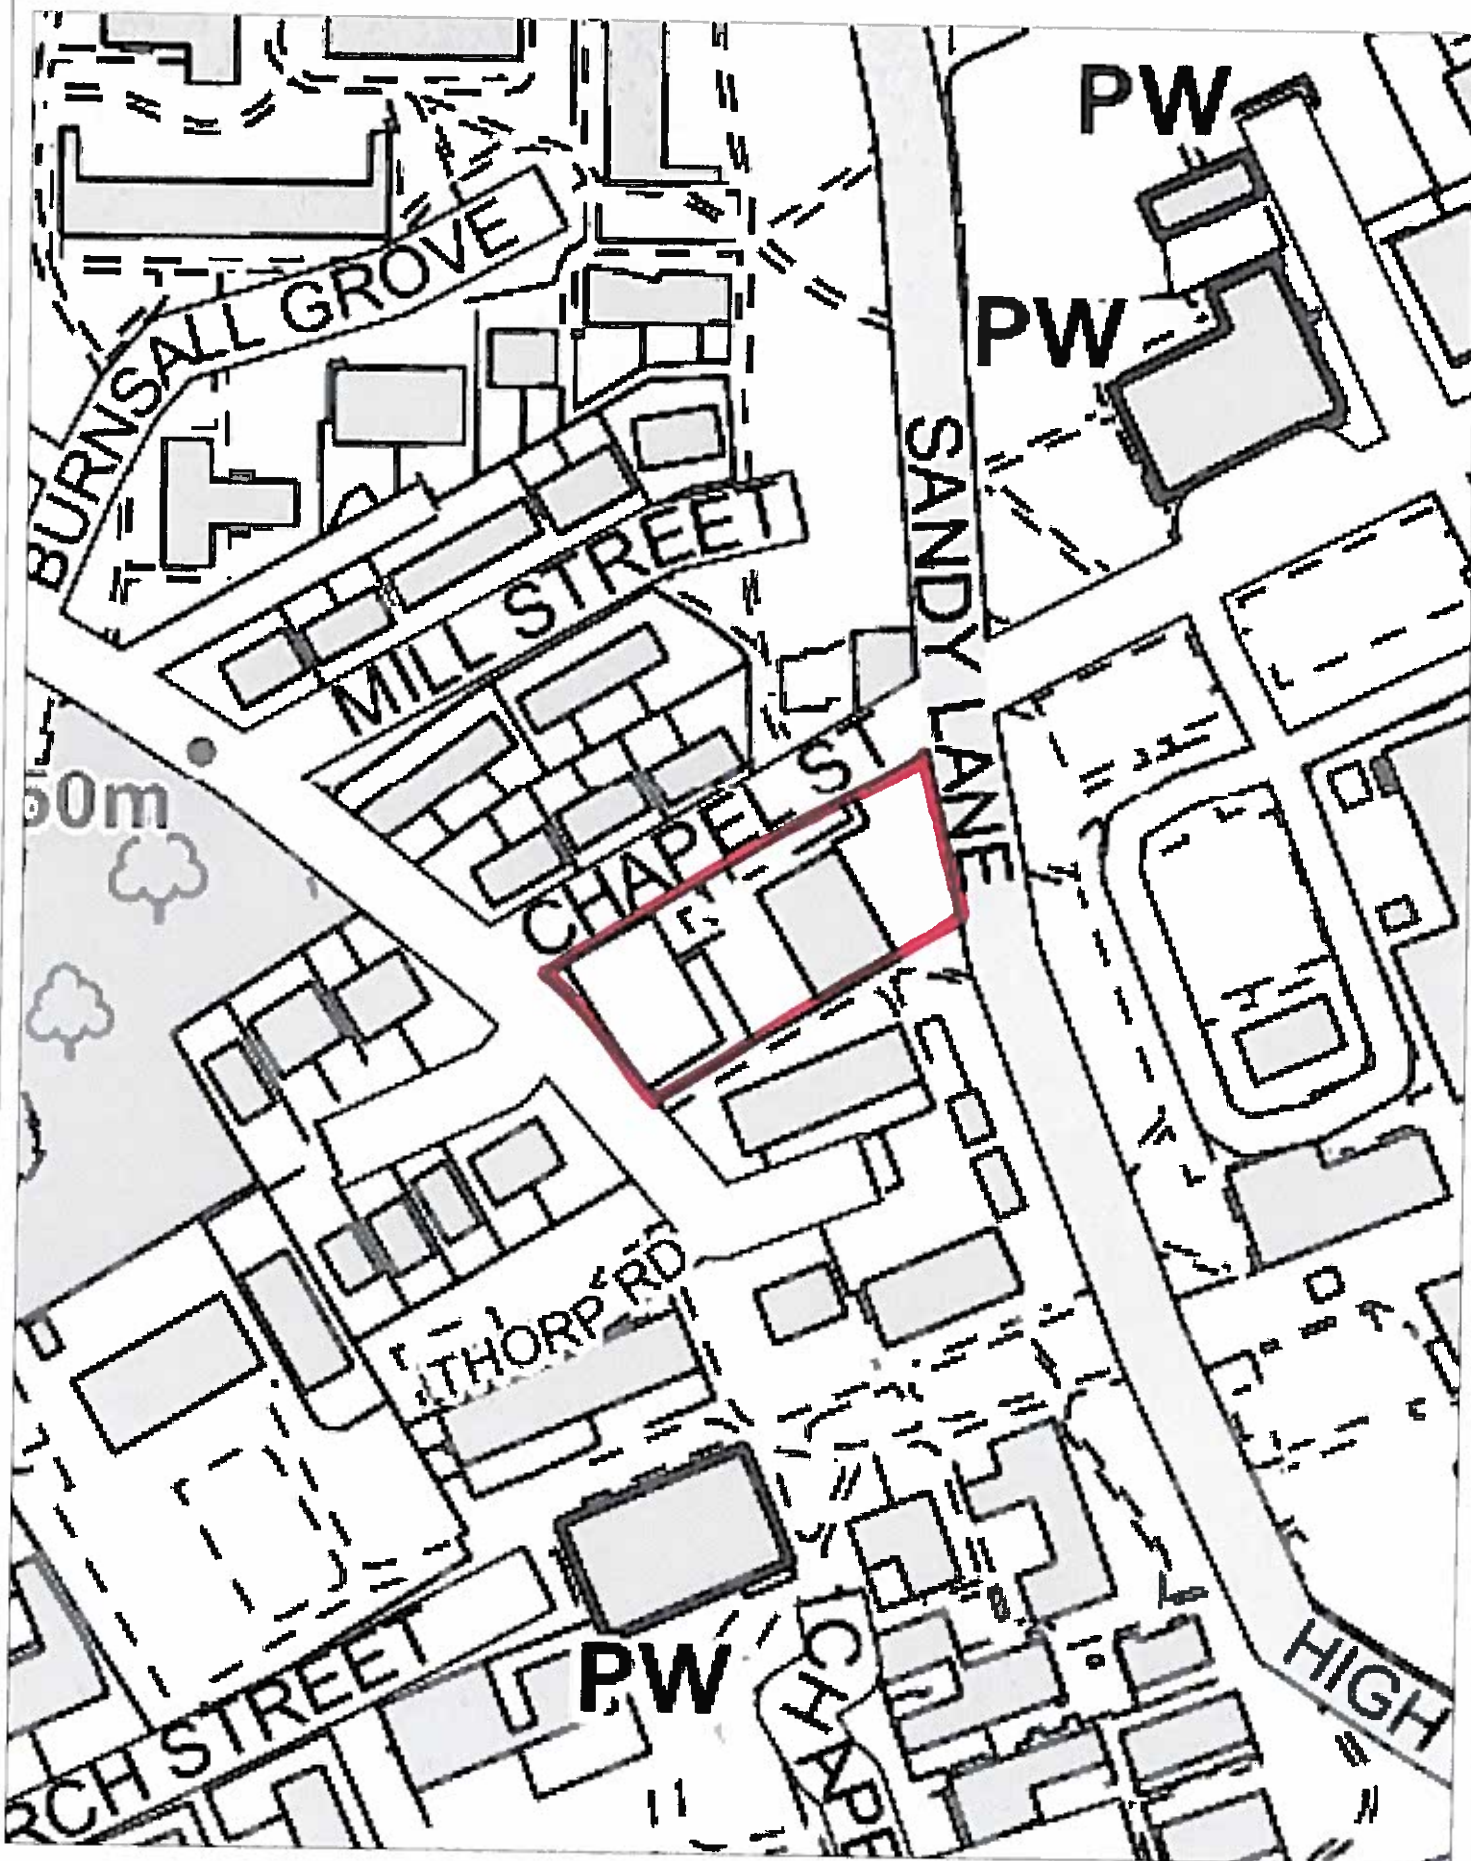 PW
BURNSALL GROVE
PW
SANDY LANE
MILL STREET
50m
CHAPEL ST
THORP RD
PW
RCH STREET
CHAPE
HIGH